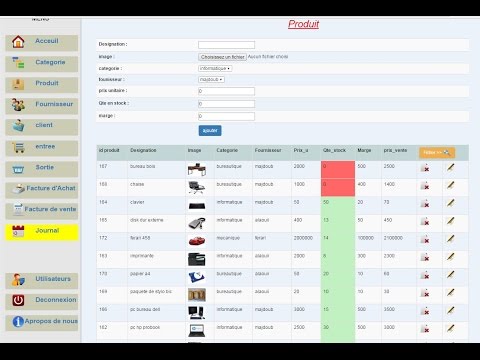 MENU
Acceuil
Categorie
Produit
Fournisseur
client
entree
Sortie
Facture d'Achat
Facture de vente
Journal
Utilisateurs
Deconnexion
Apropos de nous
Produit
Designation :
image : Choisissez un fichier Aucun fichier choisi
categorie : informatique
founisseur : majdoub
prix unitaire : 0
Qte en stock : 0
marge : 0
ajouter
id produit Designation Image Categorie Fournisseur Prix_u Qte_stock Marge prix_vente Filtrer >>
167 bureau bois bureautique majdoub 2000 0 500 2500
168 chaise bureautique majdoub 1000 0 400 1400
164 clavier informatique majdoub 50 50 20 70
165 disk dur externe informatique alaoui 400 13 50 450
172 ferari 458 mecanique ferari 2000000 14 100000 2100000
163 imprimante informatique alaoui 2000 8 300 2300
170 papier a4 bureautique alaoui 50 20 10 60
169 paquete de stylo bic bureautique alaoui 20 10 5 25
166 pc bureau dell informatique majdoub 2500 15 500 3000
162 pc hp probook informatique majdoub 2500 30 500 3000